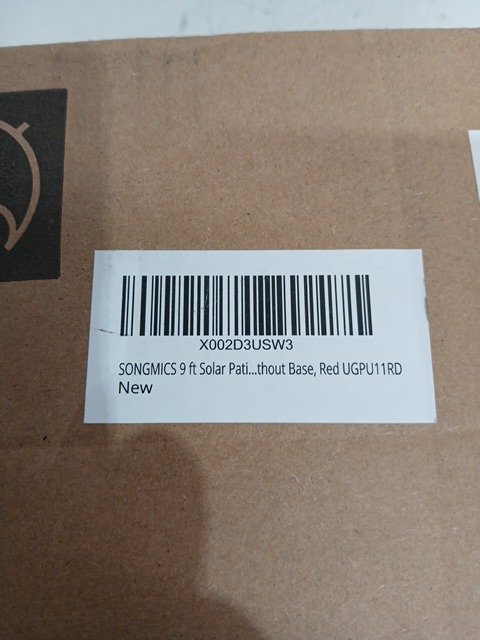 X002D3USW3
SONGMICS 9 ft Solar Pati...thout Base, Red UGPU11RD
New